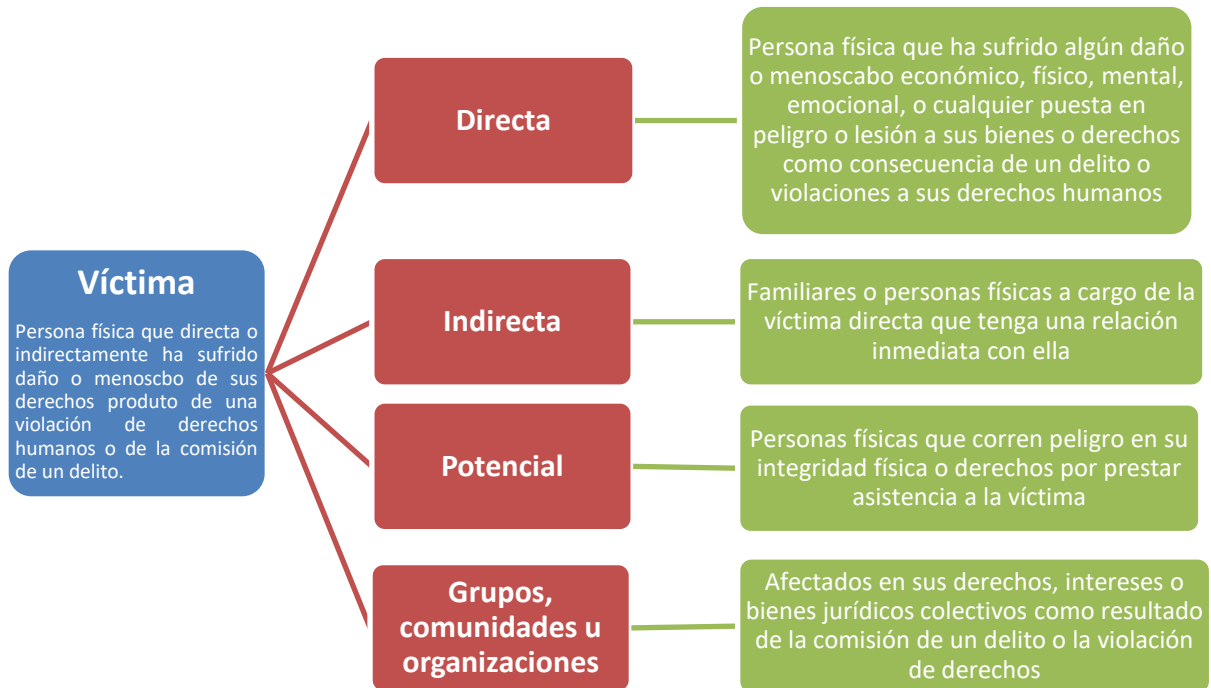 Víctima
Persona física que directa o
indirectamente ha sufrido
daño o menoscbo de sus
derechos produto de una
violación de derechos
humanos o de la comisión
de un delito.
Directa
Persona física que ha sufrido algún daño
o menoscabo económico, físico, mental,
emocional, o cualquier puesta en
peligro o lesión a sus bienes o derechos
como consecuencia de un delito o
violaciones a sus derechos humanos
Indirecta
Familiares o personas físicas a cargo de la
víctima directa que tenga una relación
inmediata con ella
Potencial
Personas físicas que corren peligro en su
integridad física o derechos por prestar
asistencia a la víctima
Grupos,
comunidades u
organizaciones
Afectados en sus derechos, intereses o
bienes jurídicos colectivos como resultado
de la comisión de un delito o la violación
de derechos